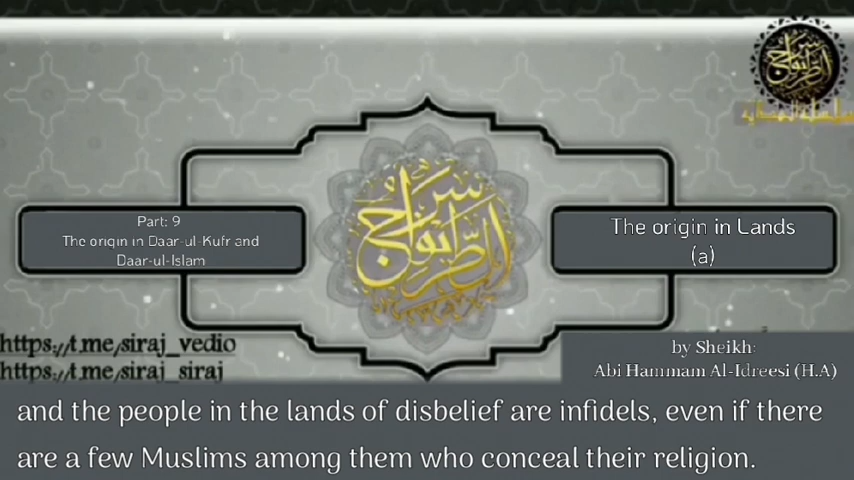 سراج الطريق
Part: 9
The origin in Daar-ul-Kufr and
Daar-ul-Islam
The origin in Lands
(a)
https://t.me/siraj_vedio
https://t.me/siraj_siraj
by Sheikh:
Abi Hammam Al-Idreesi (H.A)
and the people in the lands of disbelief are infidels, even if there
are a few Muslims among them who conceal their religion.